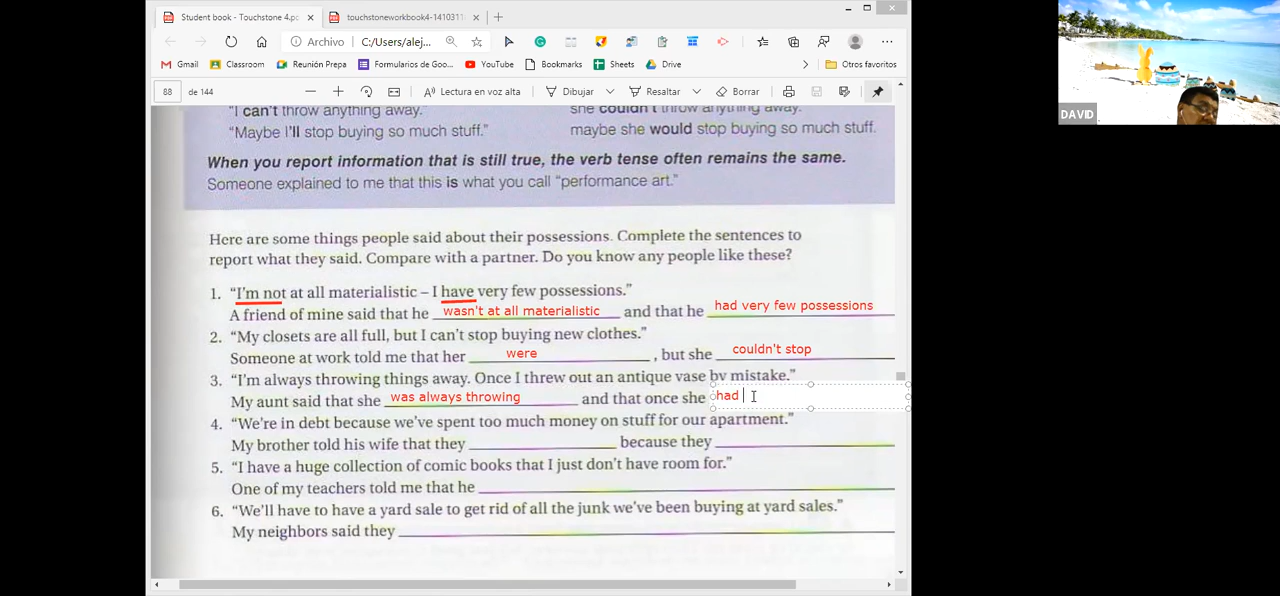 Student book - Touchstone 4.pc
touchstoneworkbook4-1410311
Archivo
C:/Users/alej...
Gmail
Classroom
Reunión Prepa
Formularios de Goo...
YouTube
Bookmarks
Sheets
Drive
Otros favoritos
88
de 144
Lectura en voz alta
Dibujar
Resaltar
Borrar
"I can't throw anything away."
she couldn't throw anything away.
"Maybe I'll stop buying so much stuff."
maybe she would stop buying so much stuff.
When you report information that is still true, the verb tense often remains the same.
Someone explained to me that this is what you call "performance art."
Here are some things people said about their possessions. Complete the sentences to
report what they said. Compare with a partner. Do you know any people like these?
1. "I'm not at all materialistic – I have very few possessions."
A friend of mine said that he wasn't at all materialistic and that he had very few possessions
2. "My closets are all full, but I can't stop buying new clothes."
Someone at work told me that her were , but she couldn't stop
3. "I'm always throwing things away. Once I threw out an antique vase by mistake."
My aunt said that she was always throwing and that once she had
4. "We're in debt because we've spent too much money on stuff for our apartment."
My brother told his wife that they because they
5. "I have a huge collection of comic books that I just don't have room for."
One of my teachers told me that he
6. "We'll have to have a yard sale to get rid of all the junk we've been buying at yard sales."
My neighbors said they
DAVID